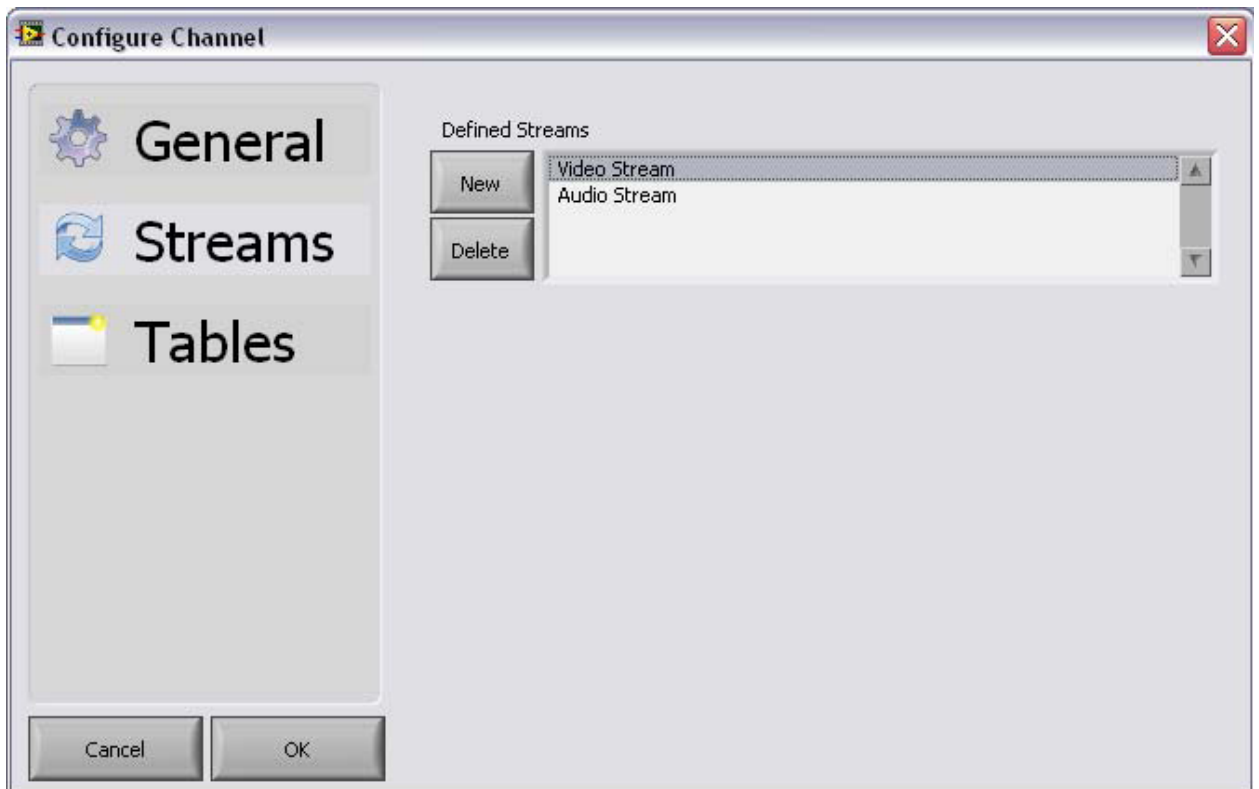 Configure Channel
General
Streams
Tables
Defined Streams
New
Delete
Video Stream
Audio Stream
Cancel
OK